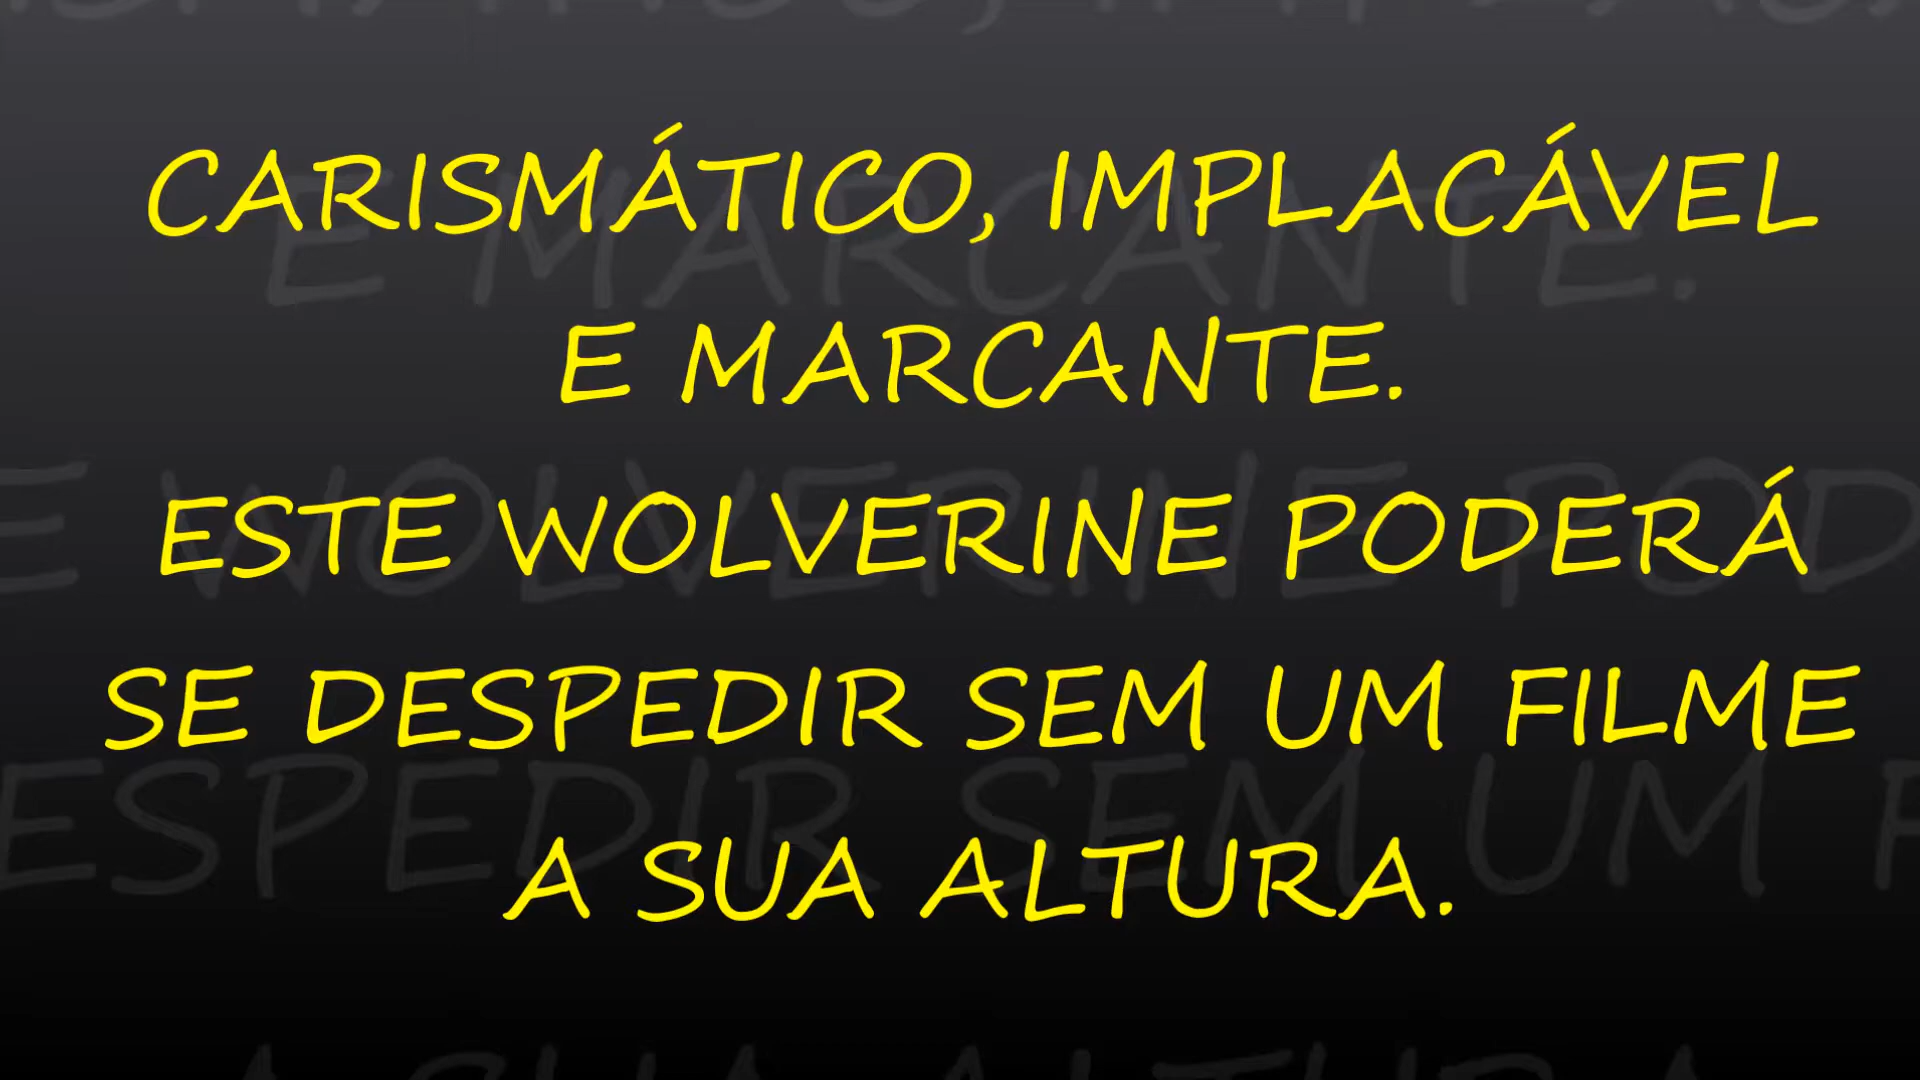 CARISMÁTICO, IMPLACÁVEL
E MARCANTE.
ESTE WOLVERINE PODERÁ
SE DESPEDIR SEM UM FILME
A SUA ALTURA.